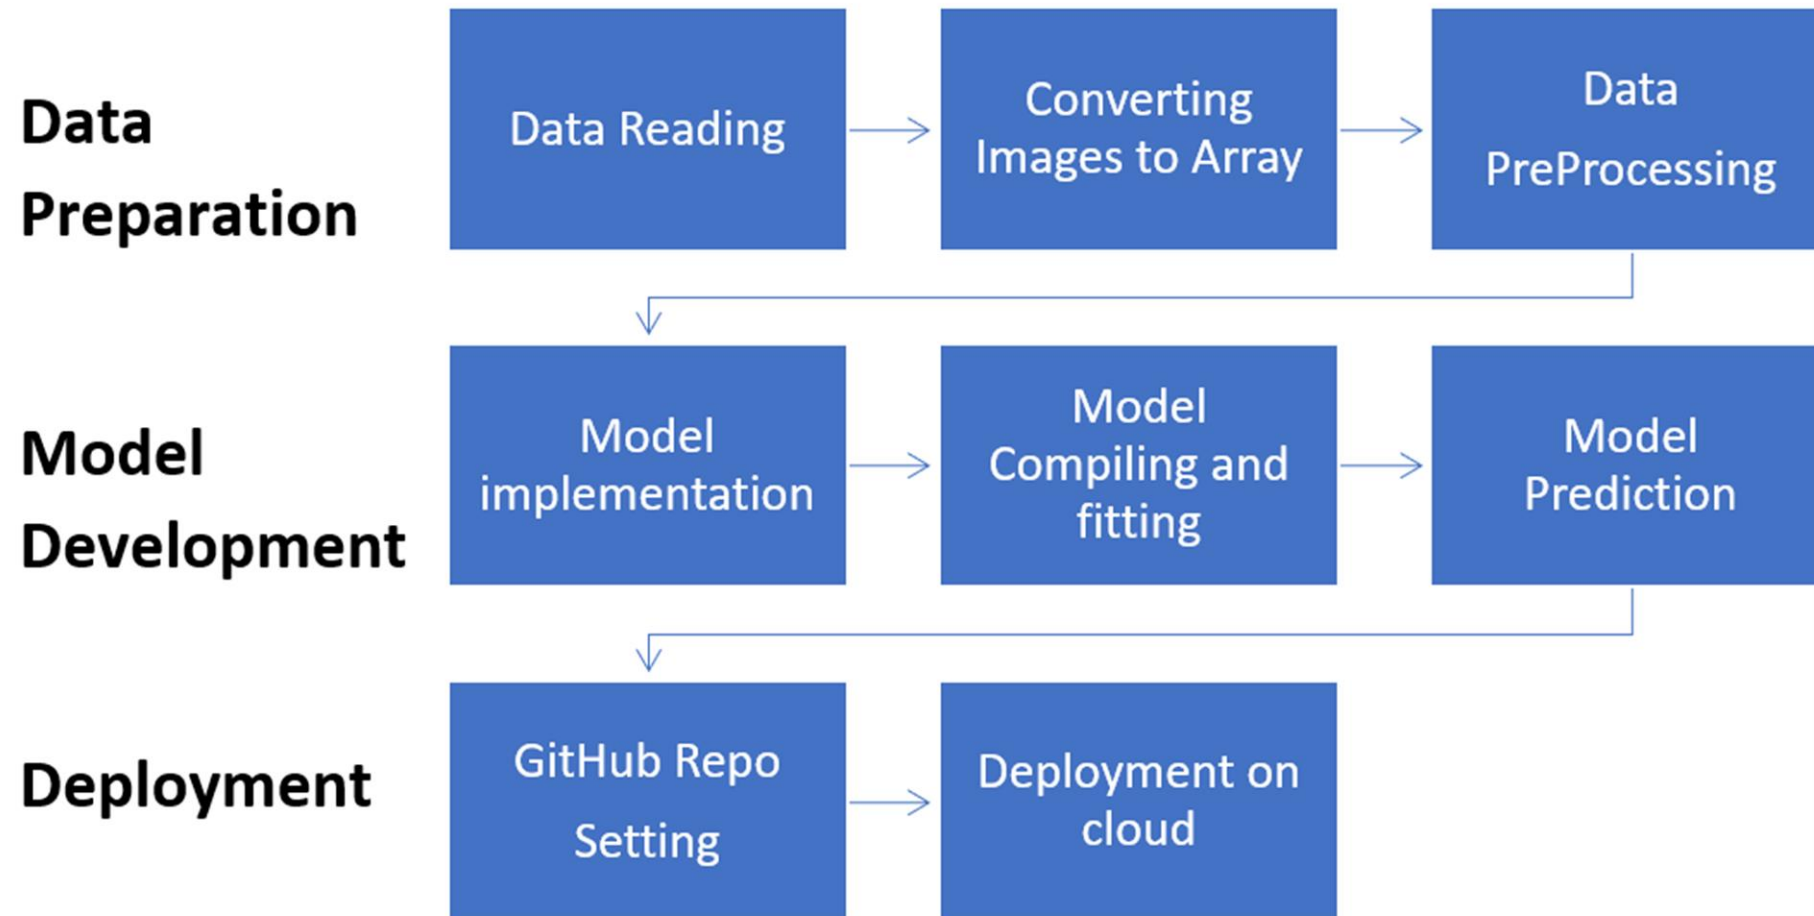 Data
Preparation
Data Reading
Converting
Images to Array
Data
PreProcessing
Model
Development
Model
implementation
Model
Compiling and
fitting
Model
Prediction
Deployment
GitHub Repo
Setting
Deployment on
cloud